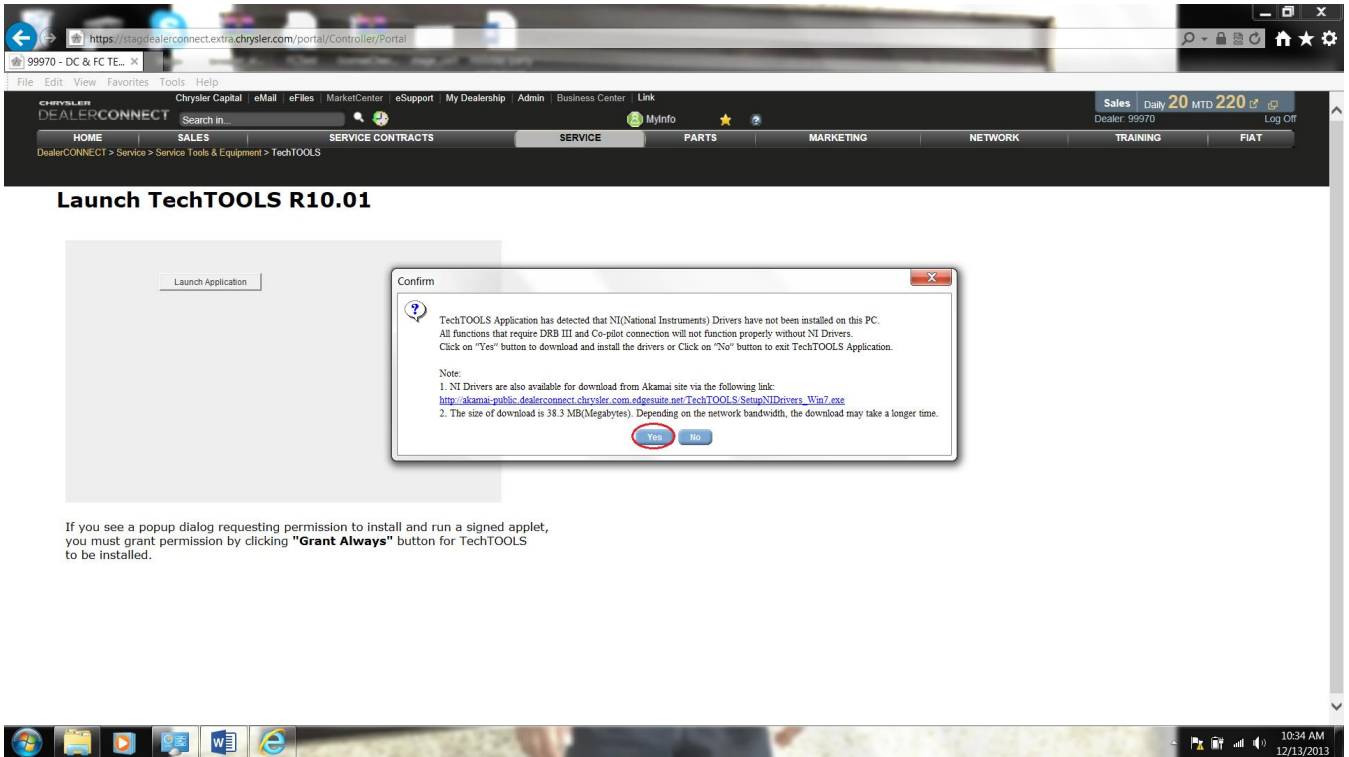 https://stagdealerconnect.extra.chrysler.com/portal/Controller/Portal
99970 - DC & FC TE...
File Edit View Favorites Tools Help
CHRYSLER
DEALERCONNECT
Chrysler Capital | eMail | eFiles | MarketCenter | eSupport | My Dealership | Admin | Business Center | Link
Search in...
MyInfo
Sales Daily 20 MTD 220
Dealer: 99970 Log Off
HOME SALES SERVICE CONTRACTS SERVICE PARTS MARKETING NETWORK TRAINING FIAT
DealerCONNECT > Service > Service Tools & Equipment > TechTOOLS
Launch TechTOOLS R10.01
Launch Application
Confirm
TechTOOLS Application has detected that NI(National Instruments) Drivers have not been installed on this PC.
All functions that require DRB III and Co-pilot connection will not function properly without NI Drivers.
Click on "Yes" button to download and install the drivers or Click on "No" button to exit TechTOOLS Application.
Note:
1. NI Drivers are also available for download from Akamai site via the following link:
http://akamai-public.dealerconnect.chrysler.com.edgesuite.net/TechTOOLS/SetupNIDrivers_Win7.exe
2. The size of download is 38.3 MB(Megabytes). Depending on the network bandwidth, the download may take a longer time.
Yes No
If you see a popup dialog requesting permission to install and run a signed applet,
you must grant permission by clicking "Grant Always" button for TechTOOLS
to be installed.
10:34 AM
12/13/2013